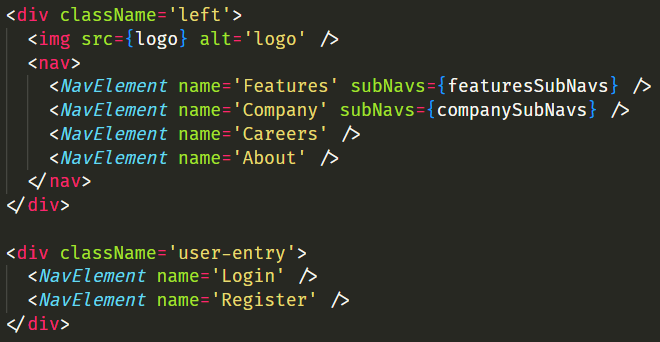 <div className='left'>
  <img src={logo} alt='logo' />
  <nav>
    <NavElement name='Features' subNavs={featuresSubNavs} />
    <NavElement name='Company' subNavs={companySubNavs} />
    <NavElement name='Careers' />
    <NavElement name='About' />
  </nav>
</div>

<div className='user-entry'>
  <NavElement name='Login' />
  <NavElement name='Register' />
</div>